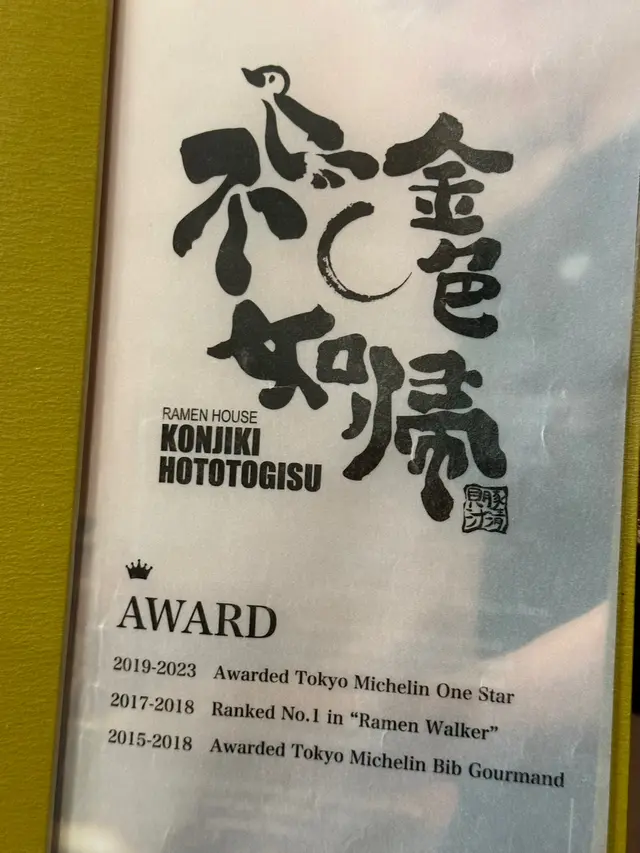 金色
不如帰
RAMEN HOUSE
KONJIKI
HOTOTOGISU
AWARD
2019-2023 Awarded Tokyo Michelin One Star
2017-2018 Ranked No.1 in “Ramen Walker”
2015-2018 Awarded Tokyo Michelin Bib Gourmand